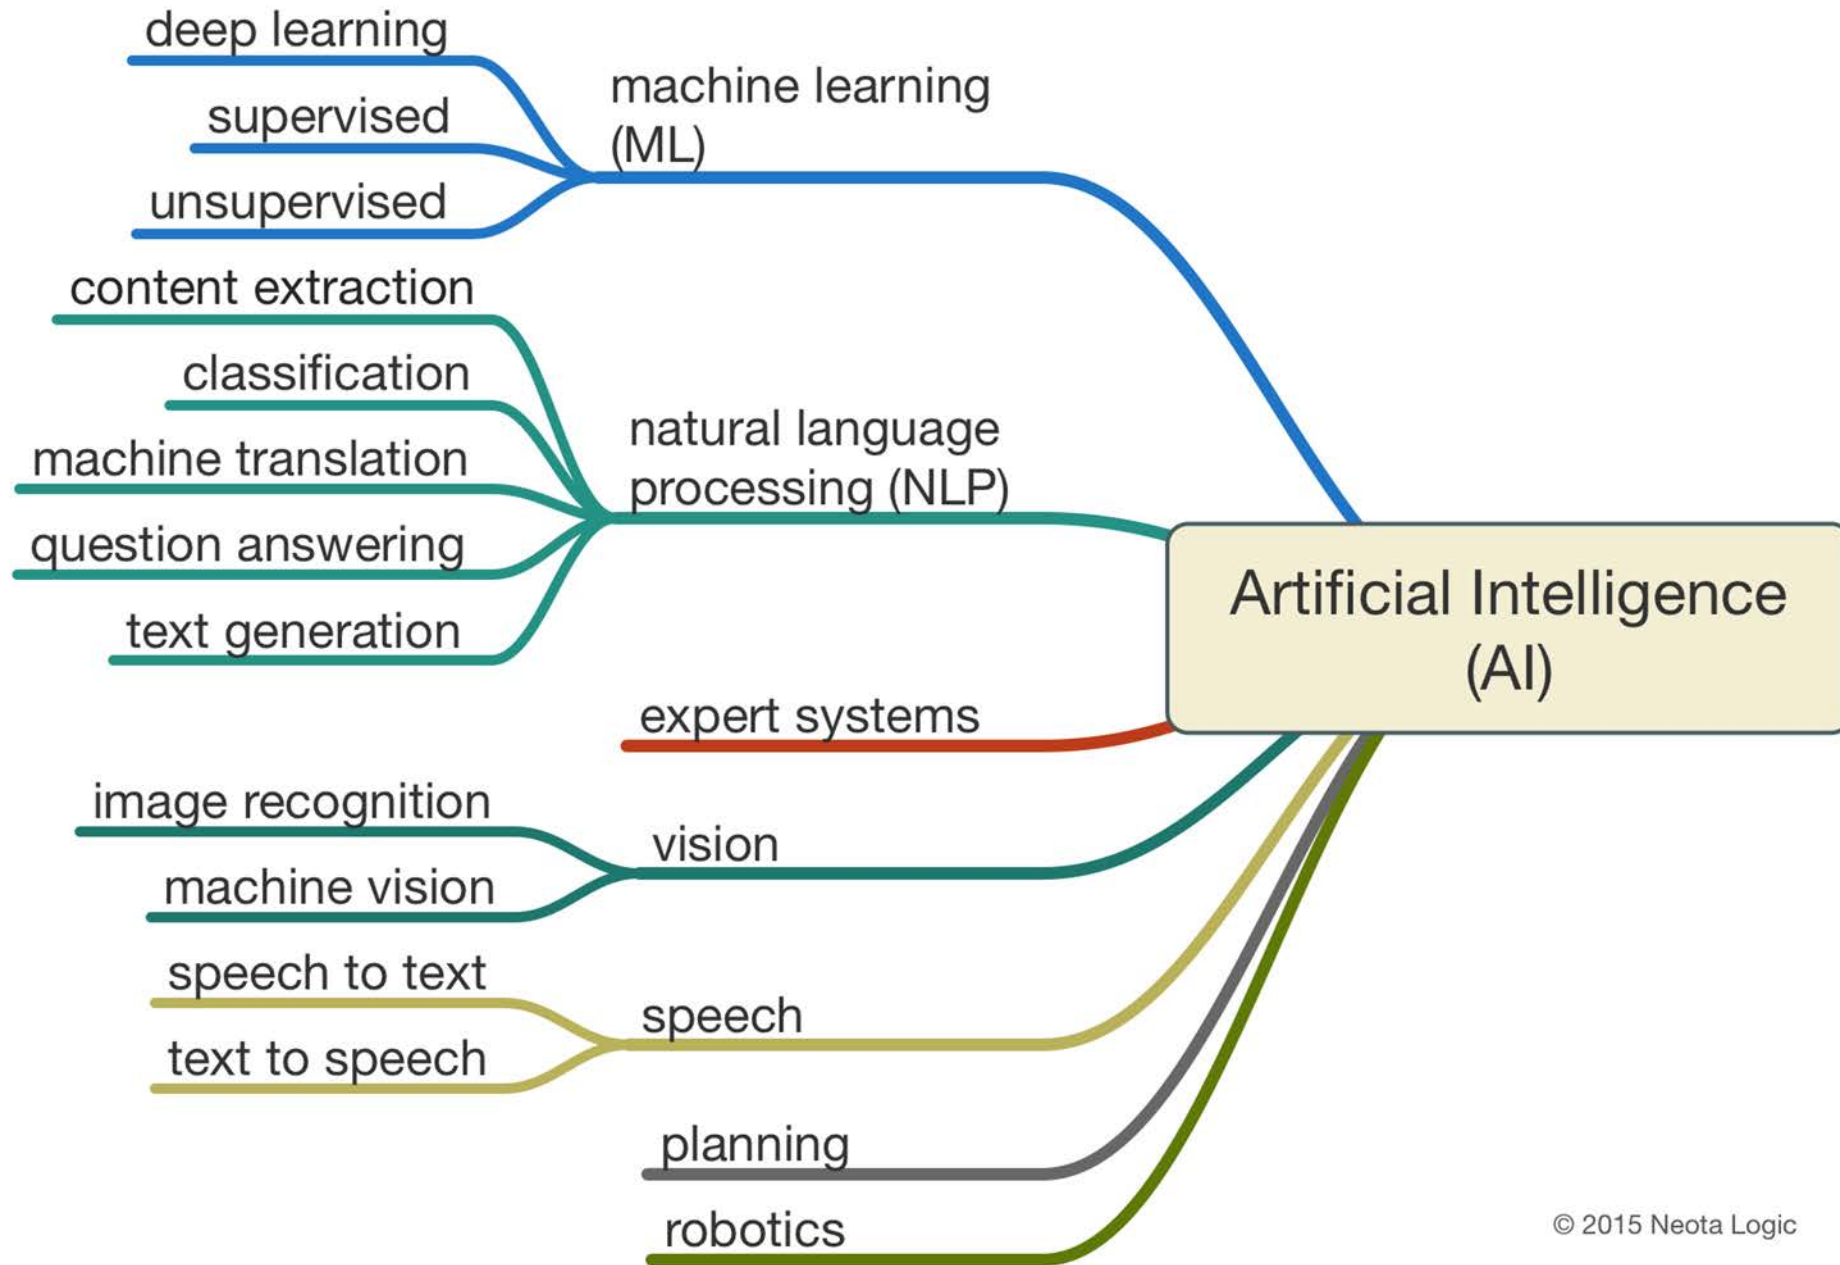 deep learning
supervised
unsupervised
machine learning
(ML)
content extraction
classification
machine translation
question answering
text generation
natural language
processing (NLP)
expert systems
image recognition
machine vision
vision
speech to text
text to speech
speech
planning
robotics
Artificial Intelligence
(AI)
© 2015 Neota Logic